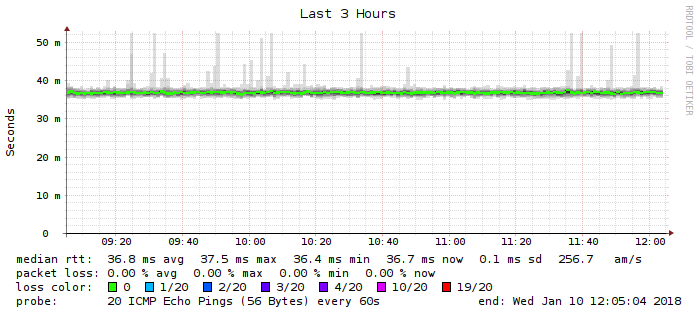 Last 3 Hours
RRDTOOL / TOBI OETIKER
Seconds
50 m
40 m
30 m
20 m
10 m
0
09:20 09:40 10:00 10:20 10:40 11:00 11:20 11:40 12:00
median rtt: 36.8 ms avg 37.5 ms max 36.4 ms min 36.7 ms now 0.1 ms sd 256.7 am/s
packet loss: 0.00 % avg 0.00 % max 0.00 % min 0.00 % now
loss color: 0 1/20 2/20 3/20 4/20 10/20 19/20
probe: 20 ICMP Echo Pings (56 Bytes) every 60s end: Wed Jan 10 12:05:04 2018